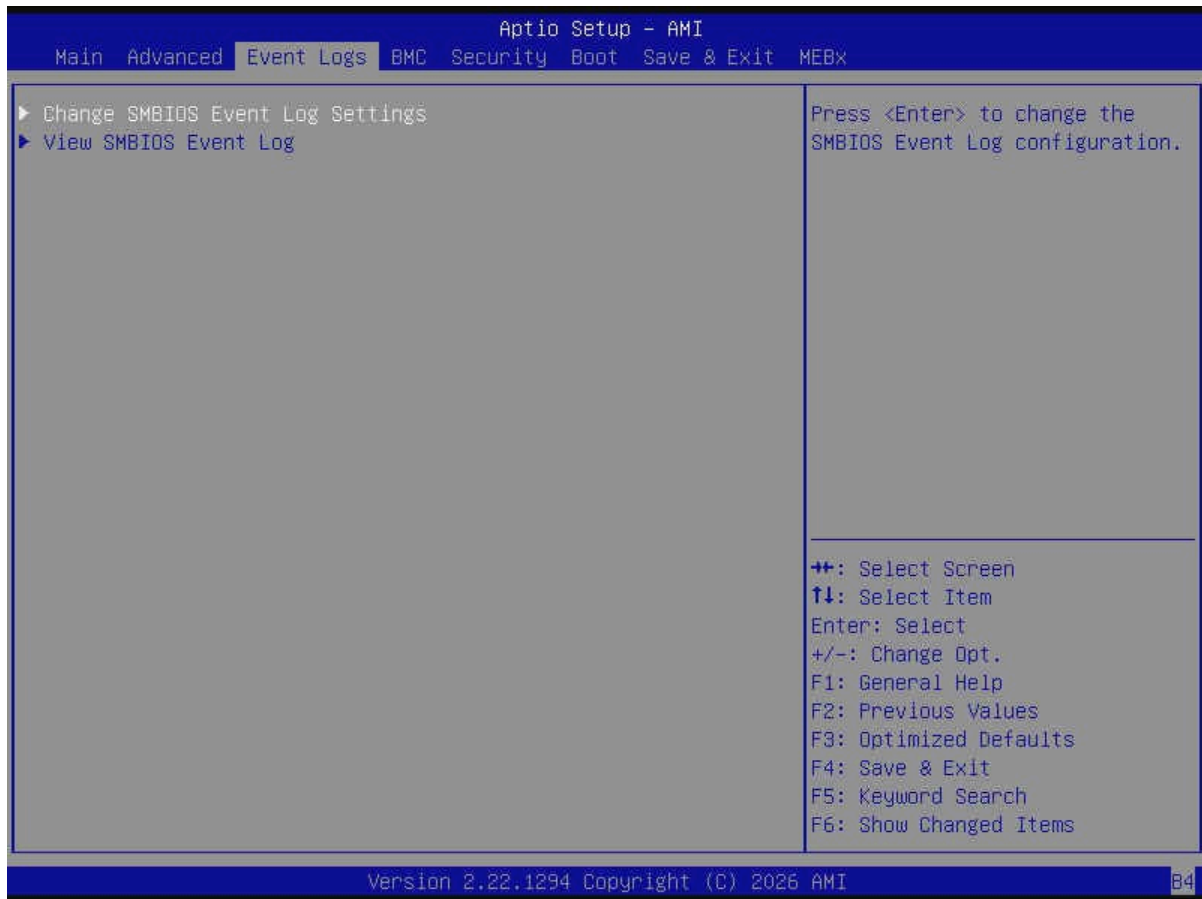 Aptio Setup – AMI
Main Advanced Event Logs BMC Security Boot Save & Exit MEBx
► Change SMBIOS Event Log Settings
► View SMBIOS Event Log
Press <Enter> to change the
SMBIOS Event Log configuration.
→←: Select Screen
↑↓: Select Item
Enter: Select
+/-: Change Opt.
F1: General Help
F2: Previous Values
F3: Optimized Defaults
F4: Save & Exit
F5: Keyword Search
F6: Show Changed Items
Version 2.22.1294 Copyright (C) 2026 AMI
B4